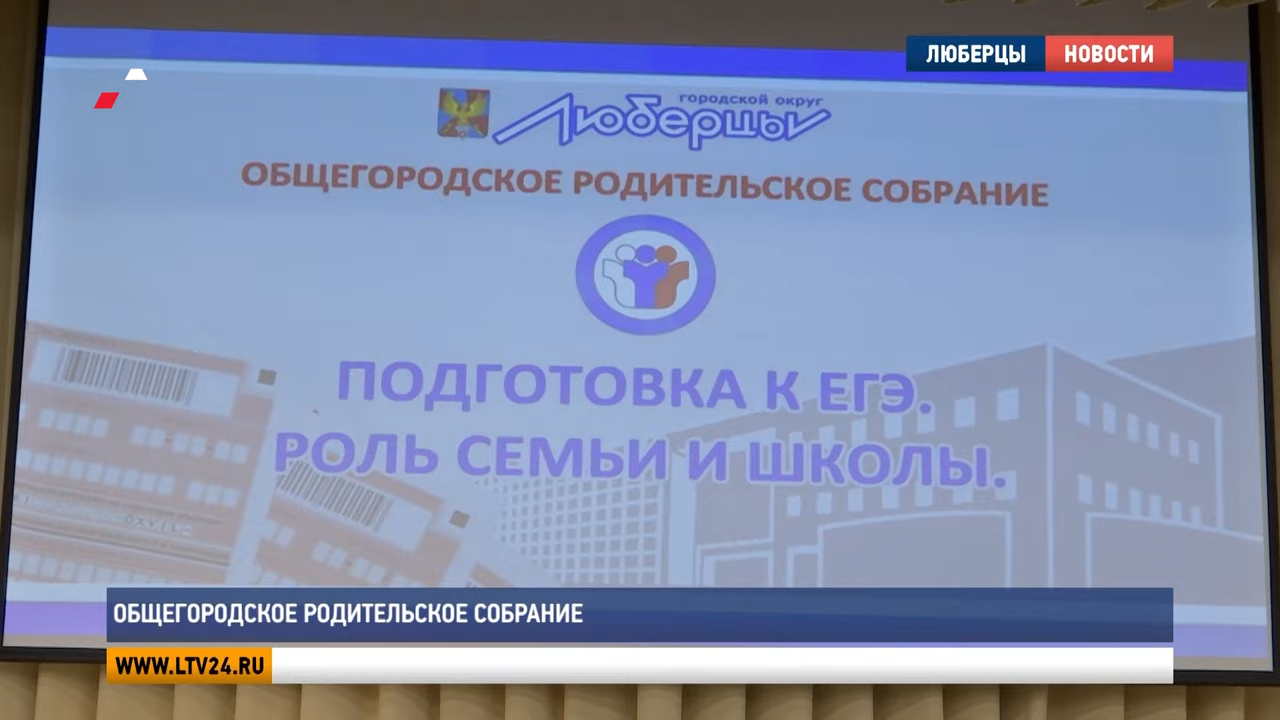 ЛЮБЕРЦЫ НОВОСТИ
городской округ
Люберцы
ОБЩЕГОРОДСКОЕ РОДИТЕЛЬСКОЕ СОБРАНИЕ
ПОДГОТОВКА К ЕГЭ.
РОЛЬ СЕМЬИ И ШКОЛЫ.
ОБЩЕГОРОДСКОЕ РОДИТЕЛЬСКОЕ СОБРАНИЕ
WWW.LTV24.RU